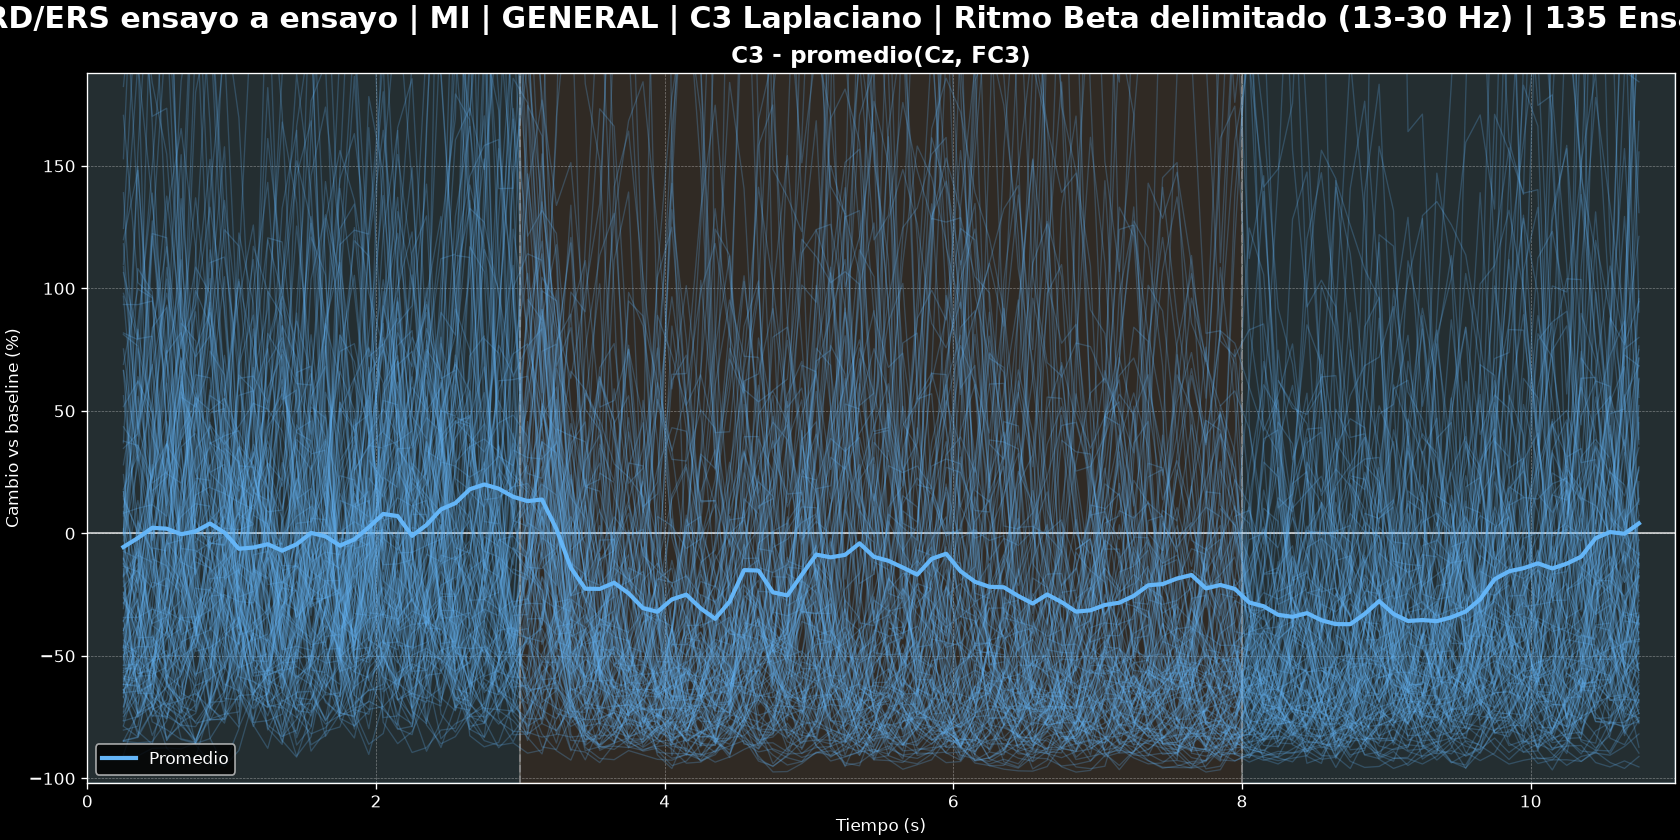 RD/ERS ensayo a ensayo | MI | GENERAL | C3 Laplaciano | Ritmo Beta delimitado (13-30 Hz) | 135 Ens
C3 - promedio(Cz, FC3)
Cambio vs baseline (%)
150
100
50
0
−50
−100
Promedio
0 2 4 6 8 10
Tiempo (s)